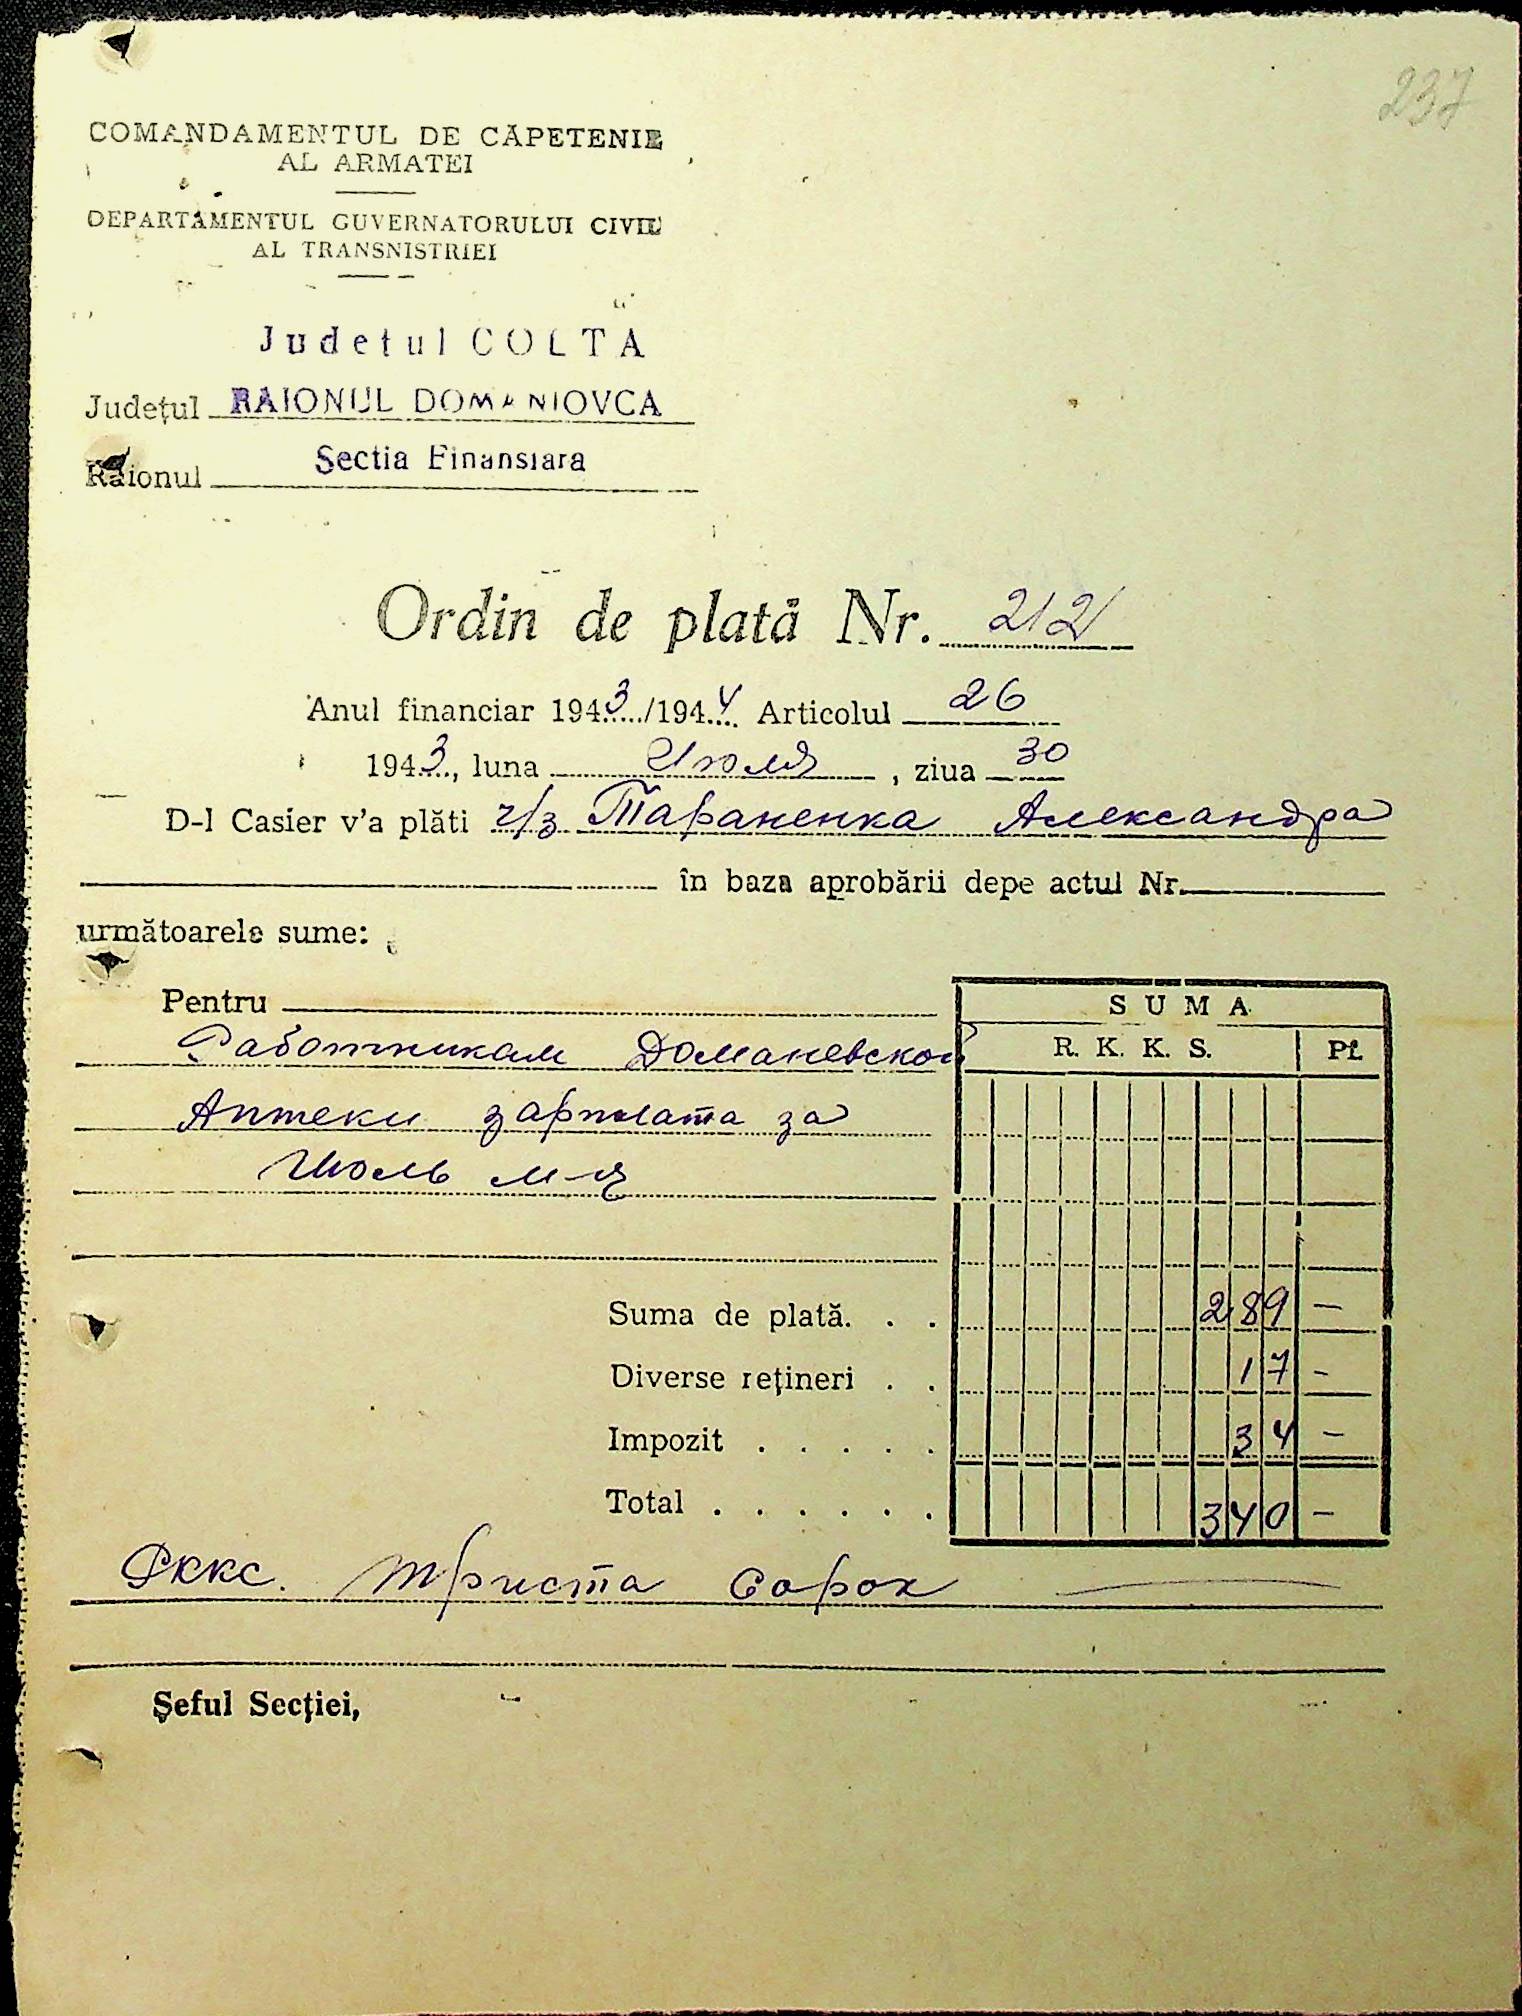 237
COMANDAMENTUL DE CĂPETENIE
AL ARMATEI
DEPARTAMENTUL GUVERNATORULUI CIVIL
AL TRANSNISTRIEI
Judetul COLTA
Județul RAIONUL DOMANIOVCA
Raionul Sectia Finansiara
Ordin de plată Nr. 212
Anul financiar 1943/1944 Articolul 26
1943, luna Июля, ziua 30
D-l Casier v'a plăti ч/з Тараненка Александра
în baza aprobării depe actul Nr.
următoarele sume:
Pentru
SUMA
Работникам Доманевской
R. K. K. S. Pf.
Аптеки зарплата за
Июль м-ц
Suma de plată. . . 289 —
Diverse rețineri . . 17 -
Impozit . . . . . 34 —
Total . . . . . . 340 —
Рккс. Триста сорок —
Șeful Secției,